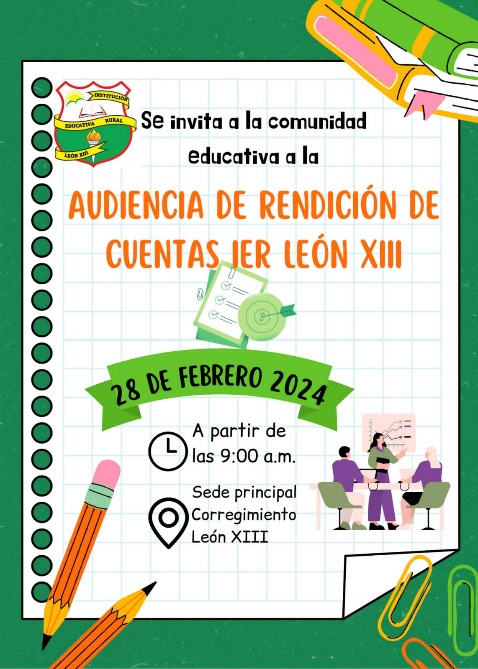 INSTITUCIÓN
EDUCATIVA RURAL
LEÓN XIII
Se invita a la comunidad
educativa a la
AUDIENCIA DE RENDICIÓN DE
CUENTAS IER LEÓN XIII
28 DE FEBRERO 2024
A partir de
las 9:00 a.m.
Sede principal
Corregimiento
León XIII